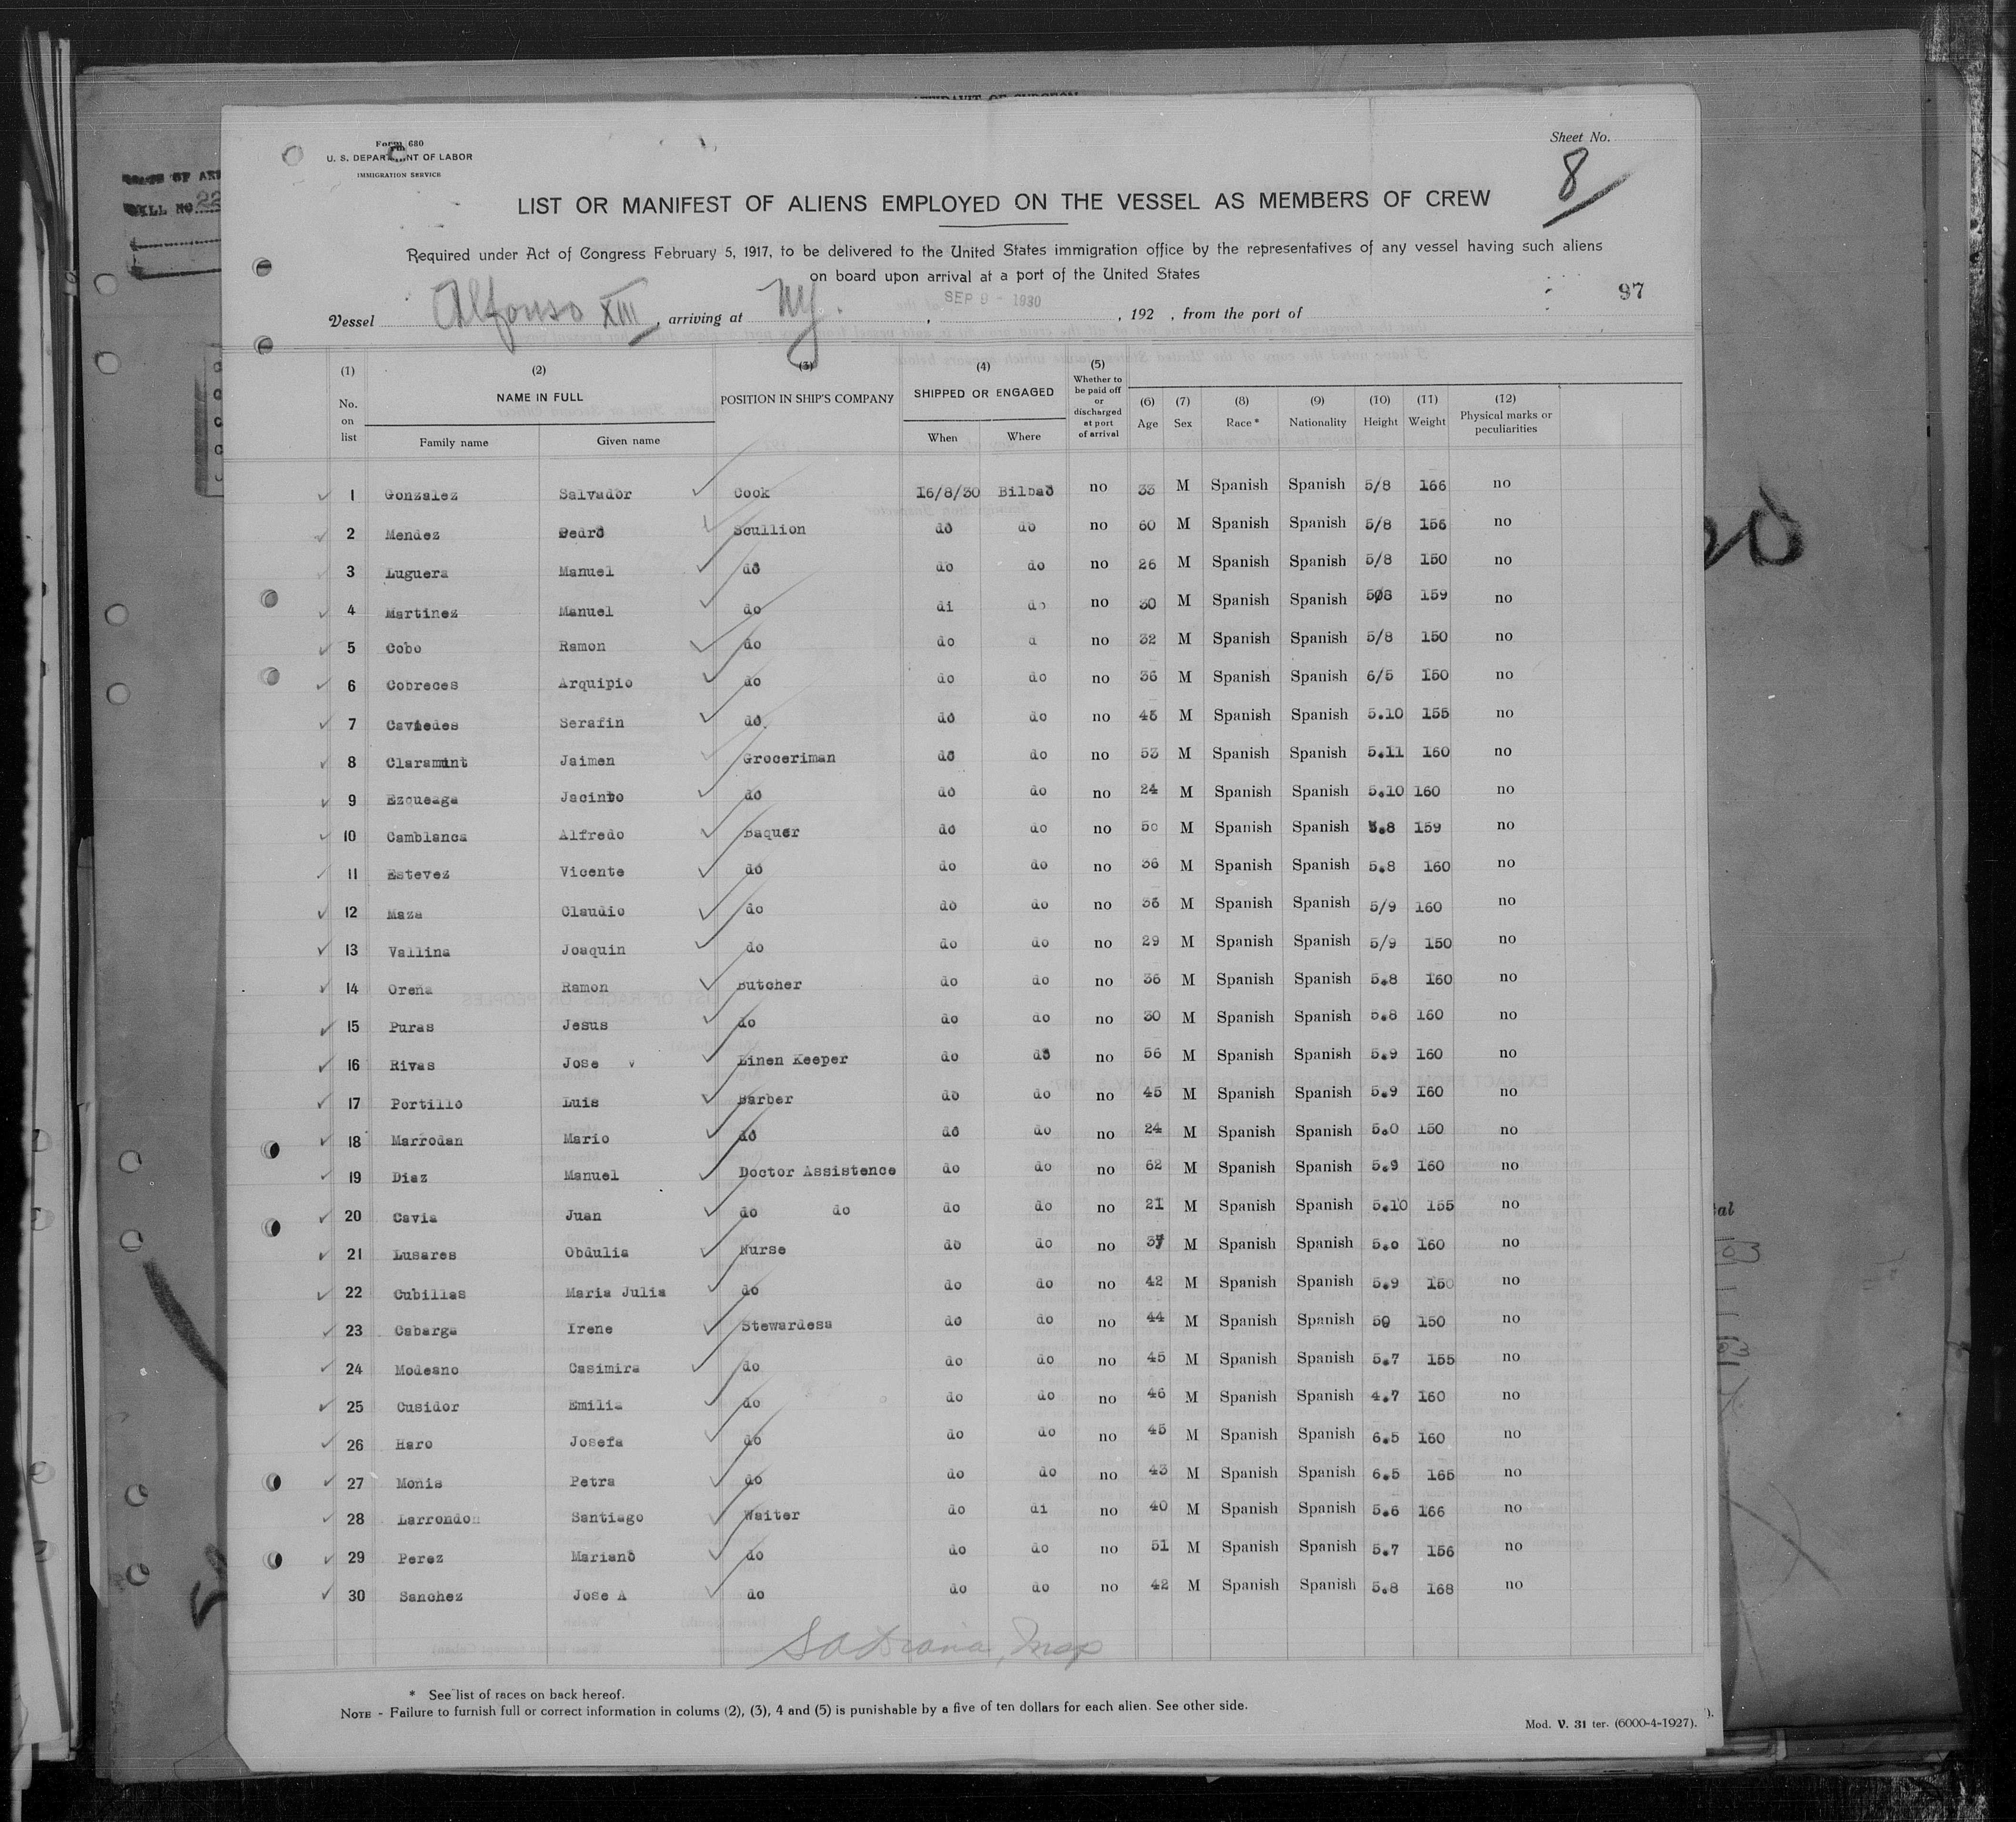 AFFIDAVIT OF SURGEON
Form 680
U. S. DEPARTMENT OF LABOR
IMMIGRATION SERVICE
Sheet No.
8
LIST OR MANIFEST OF ALIENS EMPLOYED ON THE VESSEL AS MEMBERS OF CREW
Required under Act of Congress February 5, 1917, to be delivered to the United States immigration office by the representatives of any vessel having such aliens
on board upon arrival at a port of the United States
97
Vessel Alfonso XIII, arriving at NY. , SEP 9 - 1930 , 192 , from the port of
(1) No. on list (2) NAME IN FULL Family name Given name (3) POSITION IN SHIP'S COMPANY (4) SHIPPED OR ENGAGED When Where (5) Whether to be paid off or discharged at port of arrival (6) Age (7) Sex (8) Race * (9) Nationality (10) Height (11) Weight (12) Physical marks or peculiarities
1 Gonzalez Salvador Cook 16/8/30 Bilbao no 33 M Spanish Spanish 5/8 166 no
2 Mendez Pedro Scullion do do no 60 M Spanish Spanish 5/8 156 no
3 Luguera Manuel do do do no 26 M Spanish Spanish 5/8 150 no
4 Martinez Manuel do di do no 30 M Spanish Spanish 159 no
5 Cobo Ramon do do d no 32 M Spanish Spanish 5/8 150 no
6 Cobreces Arquipio do do do no 36 M Spanish Spanish 6/5 150 no
7 Caviedes Serafin do. do do no 45 M Spanish Spanish 5.10 155 no
8 Claramint Jaimen Groceriman do do no 53 M Spanish Spanish 5.11 160 no
9 Ezqueaga Jacinto do do do no 24 M Spanish Spanish 5.10 160 no
10 Camblanca Alfredo Baquer do do no 50 M Spanish Spanish 5.8 159 no
11 Estevez Vicente do do do no 36 M Spanish Spanish 5.8 160 no
12 Maza Claudio do do do no 36 M Spanish Spanish 5/9 160 no
13 Vallina Joaquin do do do no 29 M Spanish Spanish 5/9 150 no
14 Oreña Ramon Butcher do do no 36 M Spanish Spanish 5.8 160 no
15 Puras Jesus do do do no 30 M Spanish Spanish 5.8 160 no
16 Rivas Jose Linen Keeper do do no 56 M Spanish Spanish 5.9 160 no
17 Portillo Luis Barber do do no 45 M Spanish Spanish 5.9 160 no
18 Marrodan Mario do do do no 24 M Spanish Spanish 5.0 150 no
19 Diaz Manuel Doctor Assistence do do no 62 M Spanish Spanish 5.9 160 no
20 Cavia Juan do do do do no 21 M Spanish Spanish 5.10 155 no
21 Lusares Obdulia Nurse do do no 37 M Spanish Spanish 5.0 160 no
22 Cubillas Maria Julia do do do no 42 M Spanish Spanish 5.9 150 no
23 Cabarga Irene Stewardess do do no 44 M Spanish Spanish 59 150 no
24 Modesno Casimira do do do no 45 M Spanish Spanish 5.7 155 no
25 Cusidor Emilia do do do no 46 M Spanish Spanish 4.7 160 no
26 Haro Josefa do do do no 45 M Spanish Spanish 6.5 160 no
27 Monis Petra do do do no 43 M Spanish Spanish 6.5 165 no
28 Larrondon Santiago Waiter do di no 40 M Spanish Spanish 5.6 166 no
29 Perez Mariano do do do no 51 M Spanish Spanish 5.7 156 no
30 Sanchez Jose A do do do no 42 M Spanish Spanish 5.8 168 no
* See list of races on back hereof.
NOTE - Failure to furnish full or correct information in colums (2), (3), 4 and (5) is punishable by a five of ten dollars for each alien. See other side.
Mod. V. 31 ter. (6000-4-1927).